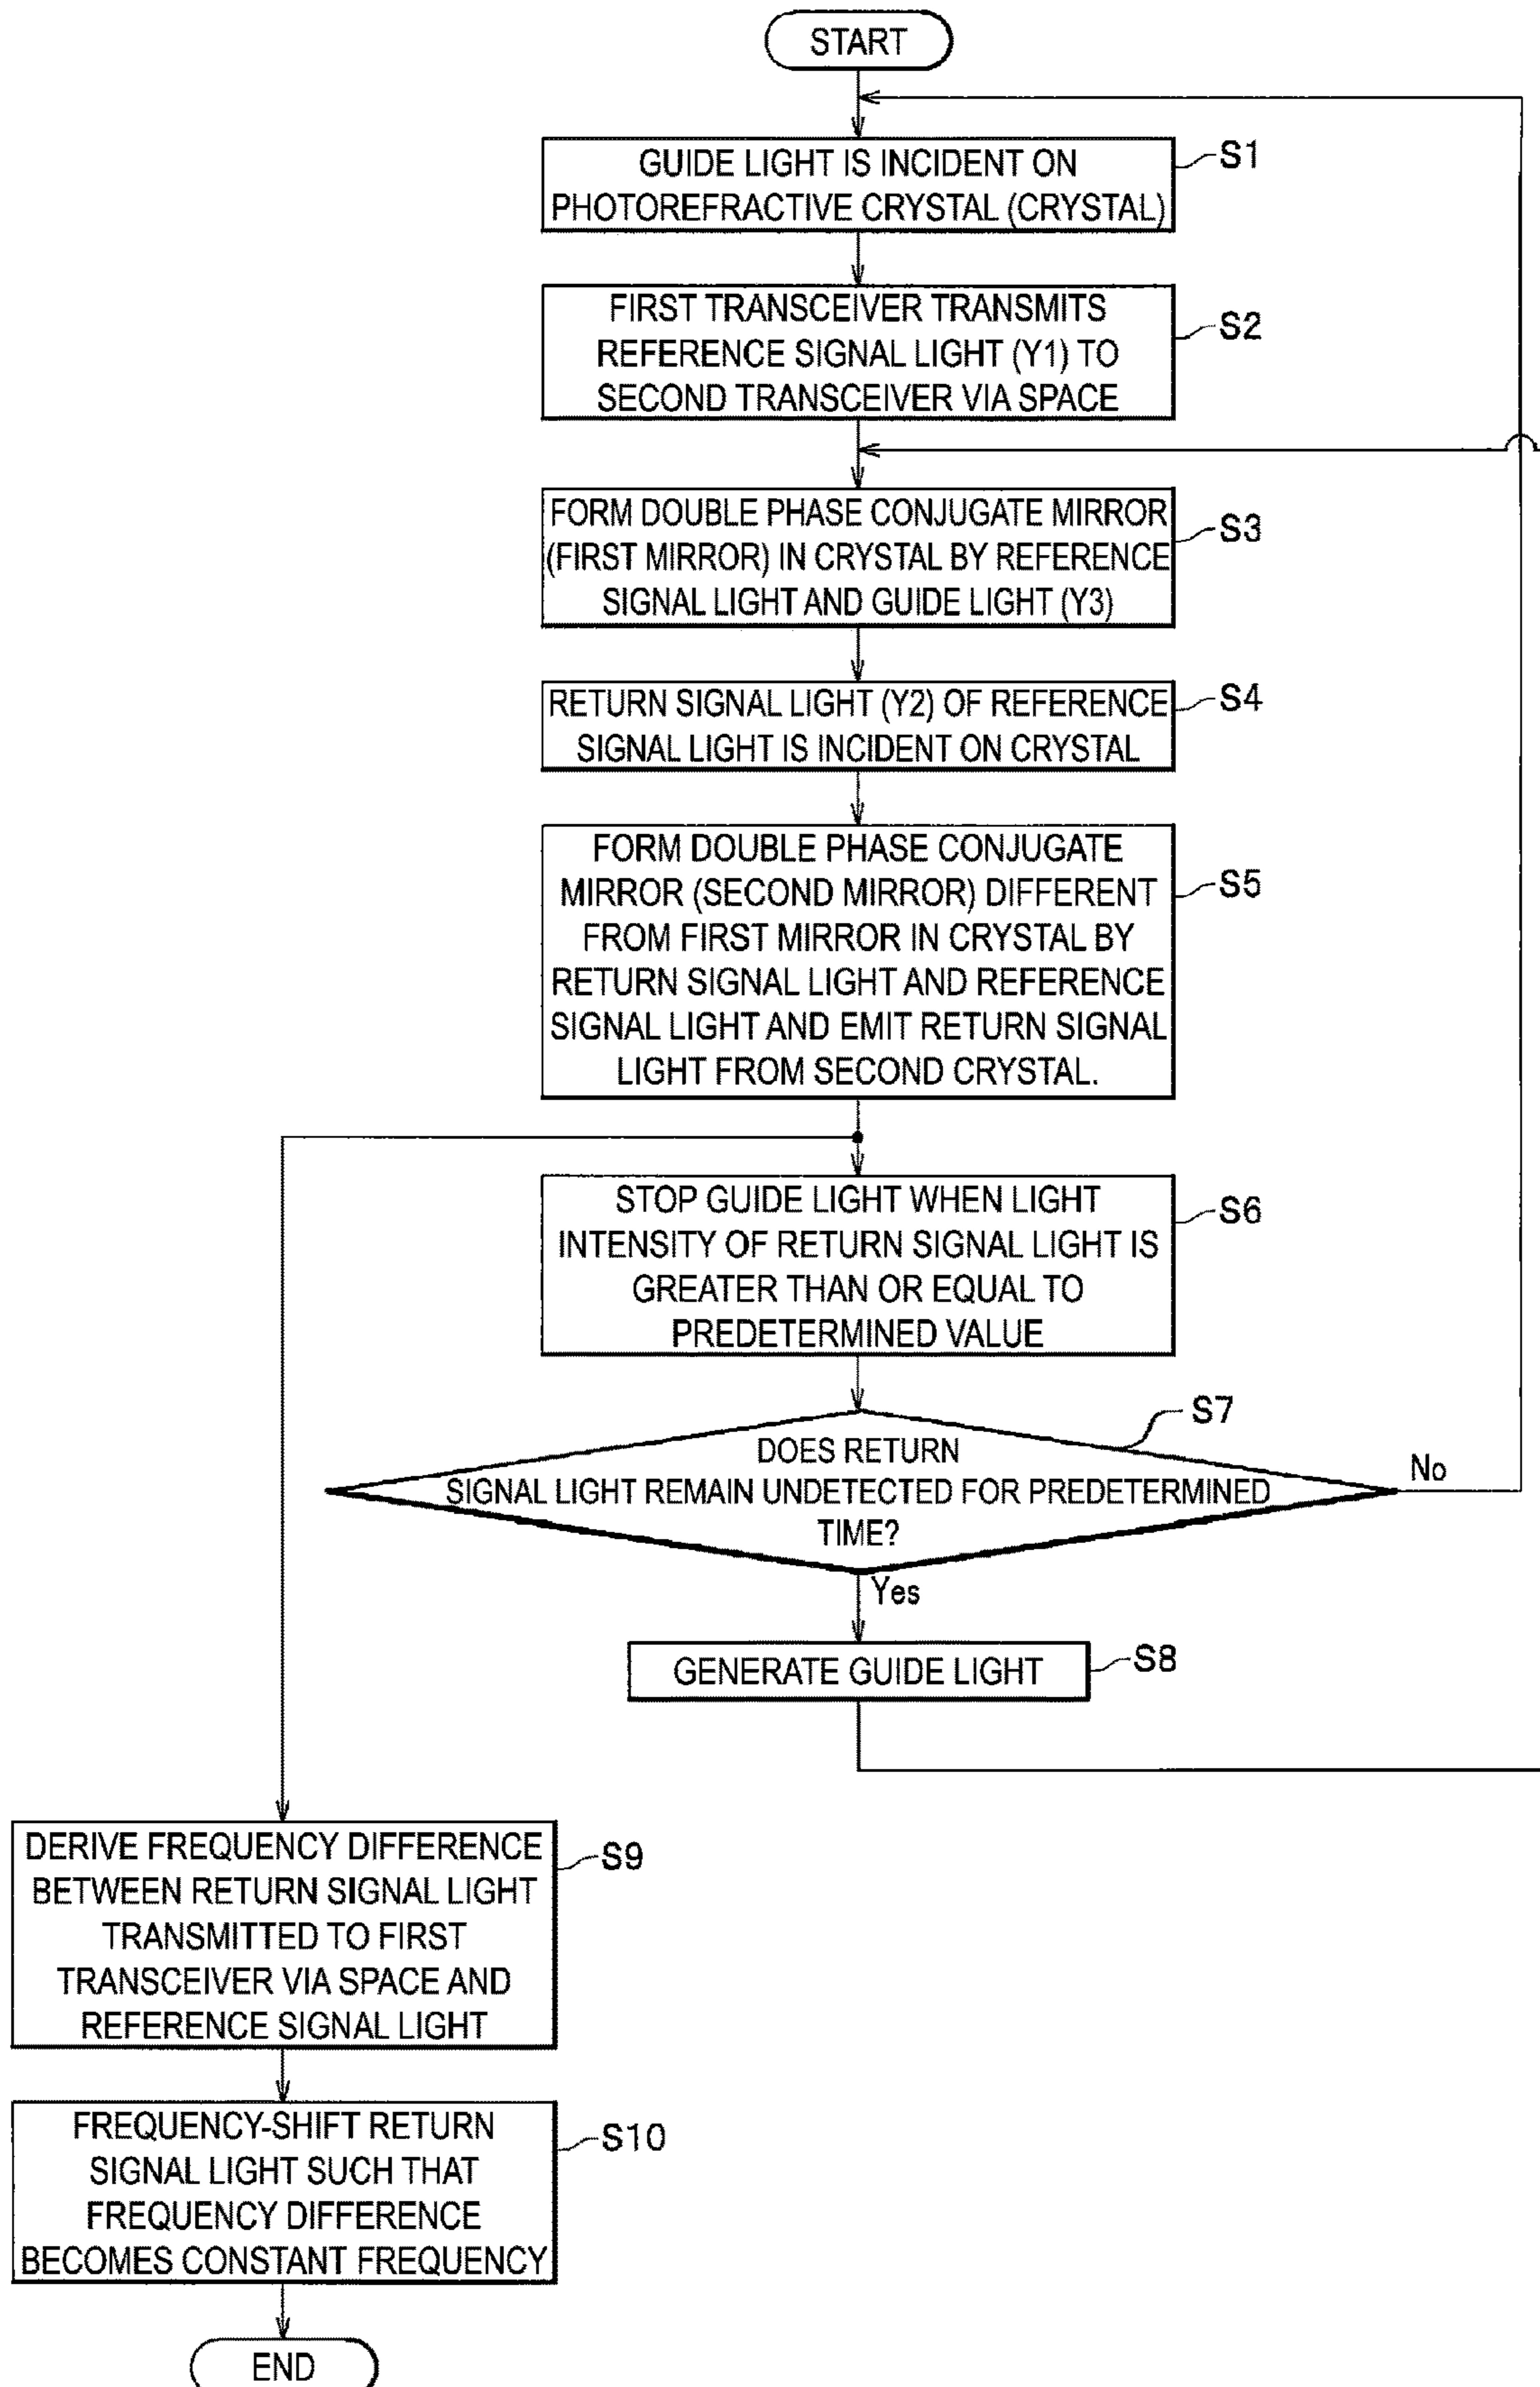 START
GUIDE LIGHT IS INCIDENT ON
PHOTOREFRACTIVE CRYSTAL (CRYSTAL)
S1
FIRST TRANSCEIVER TRANSMITS
REFERENCE SIGNAL LIGHT (Y1) TO
SECOND TRANSCEIVER VIA SPACE
S2
FORM DOUBLE PHASE CONJUGATE MIRROR
(FIRST MIRROR) IN CRYSTAL BY REFERENCE
SIGNAL LIGHT AND GUIDE LIGHT (Y3)
S3
RETURN SIGNAL LIGHT (Y2) OF REFERENCE
SIGNAL LIGHT IS INCIDENT ON CRYSTAL
S4
FORM DOUBLE PHASE CONJUGATE
MIRROR (SECOND MIRROR) DIFFERENT
FROM FIRST MIRROR IN CRYSTAL BY
RETURN SIGNAL LIGHT AND REFERENCE
SIGNAL LIGHT AND EMIT RETURN SIGNAL
LIGHT FROM SECOND CRYSTAL.
S5
STOP GUIDE LIGHT WHEN LIGHT
INTENSITY OF RETURN SIGNAL LIGHT IS
GREATER THAN OR EQUAL TO
PREDETERMINED VALUE
S6
DOES RETURN
SIGNAL LIGHT REMAIN UNDETECTED FOR PREDETERMINED
TIME?
S7
No
Yes
GENERATE GUIDE LIGHT
S8
DERIVE FREQUENCY DIFFERENCE
BETWEEN RETURN SIGNAL LIGHT
TRANSMITTED TO FIRST
TRANSCEIVER VIA SPACE AND
REFERENCE SIGNAL LIGHT
S9
FREQUENCY-SHIFT RETURN
SIGNAL LIGHT SUCH THAT
FREQUENCY DIFFERENCE
BECOMES CONSTANT FREQUENCY
S10
END